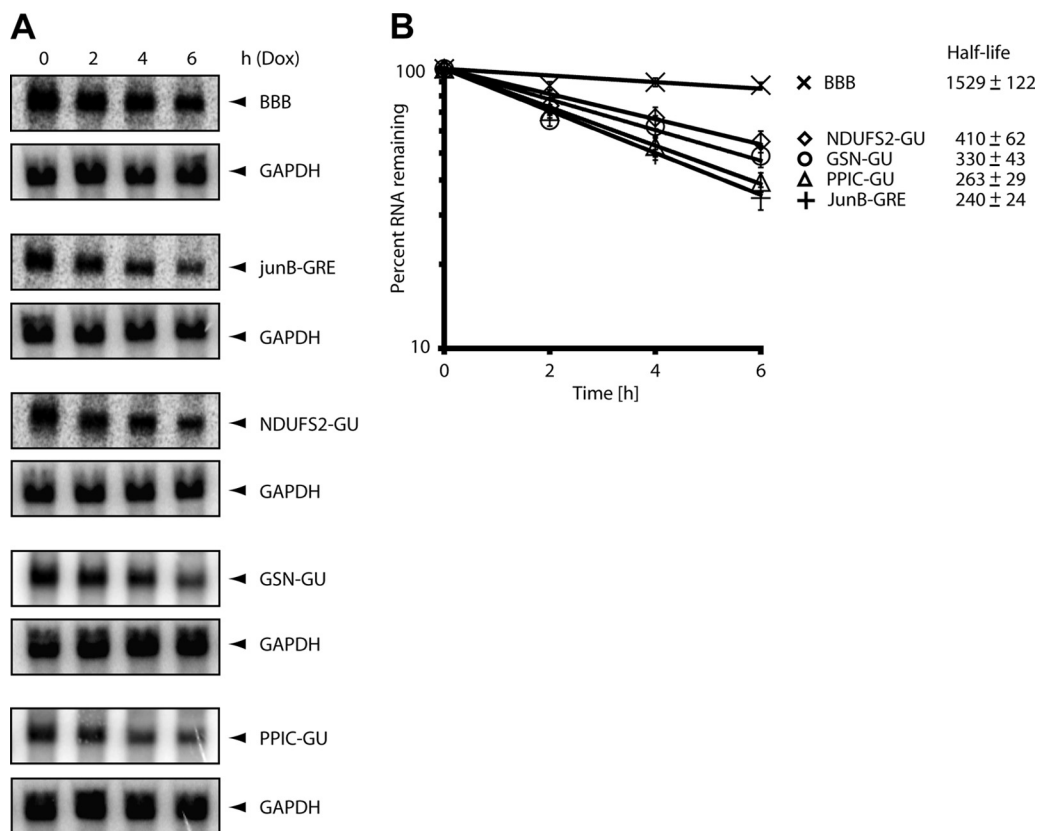 A
0 2 4 6 h (Dox)
BBB
GAPDH
junB-GRE
GAPDH
NDUFS2-GU
GAPDH
GSN-GU
GAPDH
PPIC-GU
GAPDH
B
Half-life
100
BBB 1529 ± 122
NDUFS2-GU 410 ± 62
GSN-GU 330 ± 43
PPIC-GU 263 ± 29
JunB-GRE 240 ± 24
Percent RNA remaining
10
0 2 4 6
Time [h]